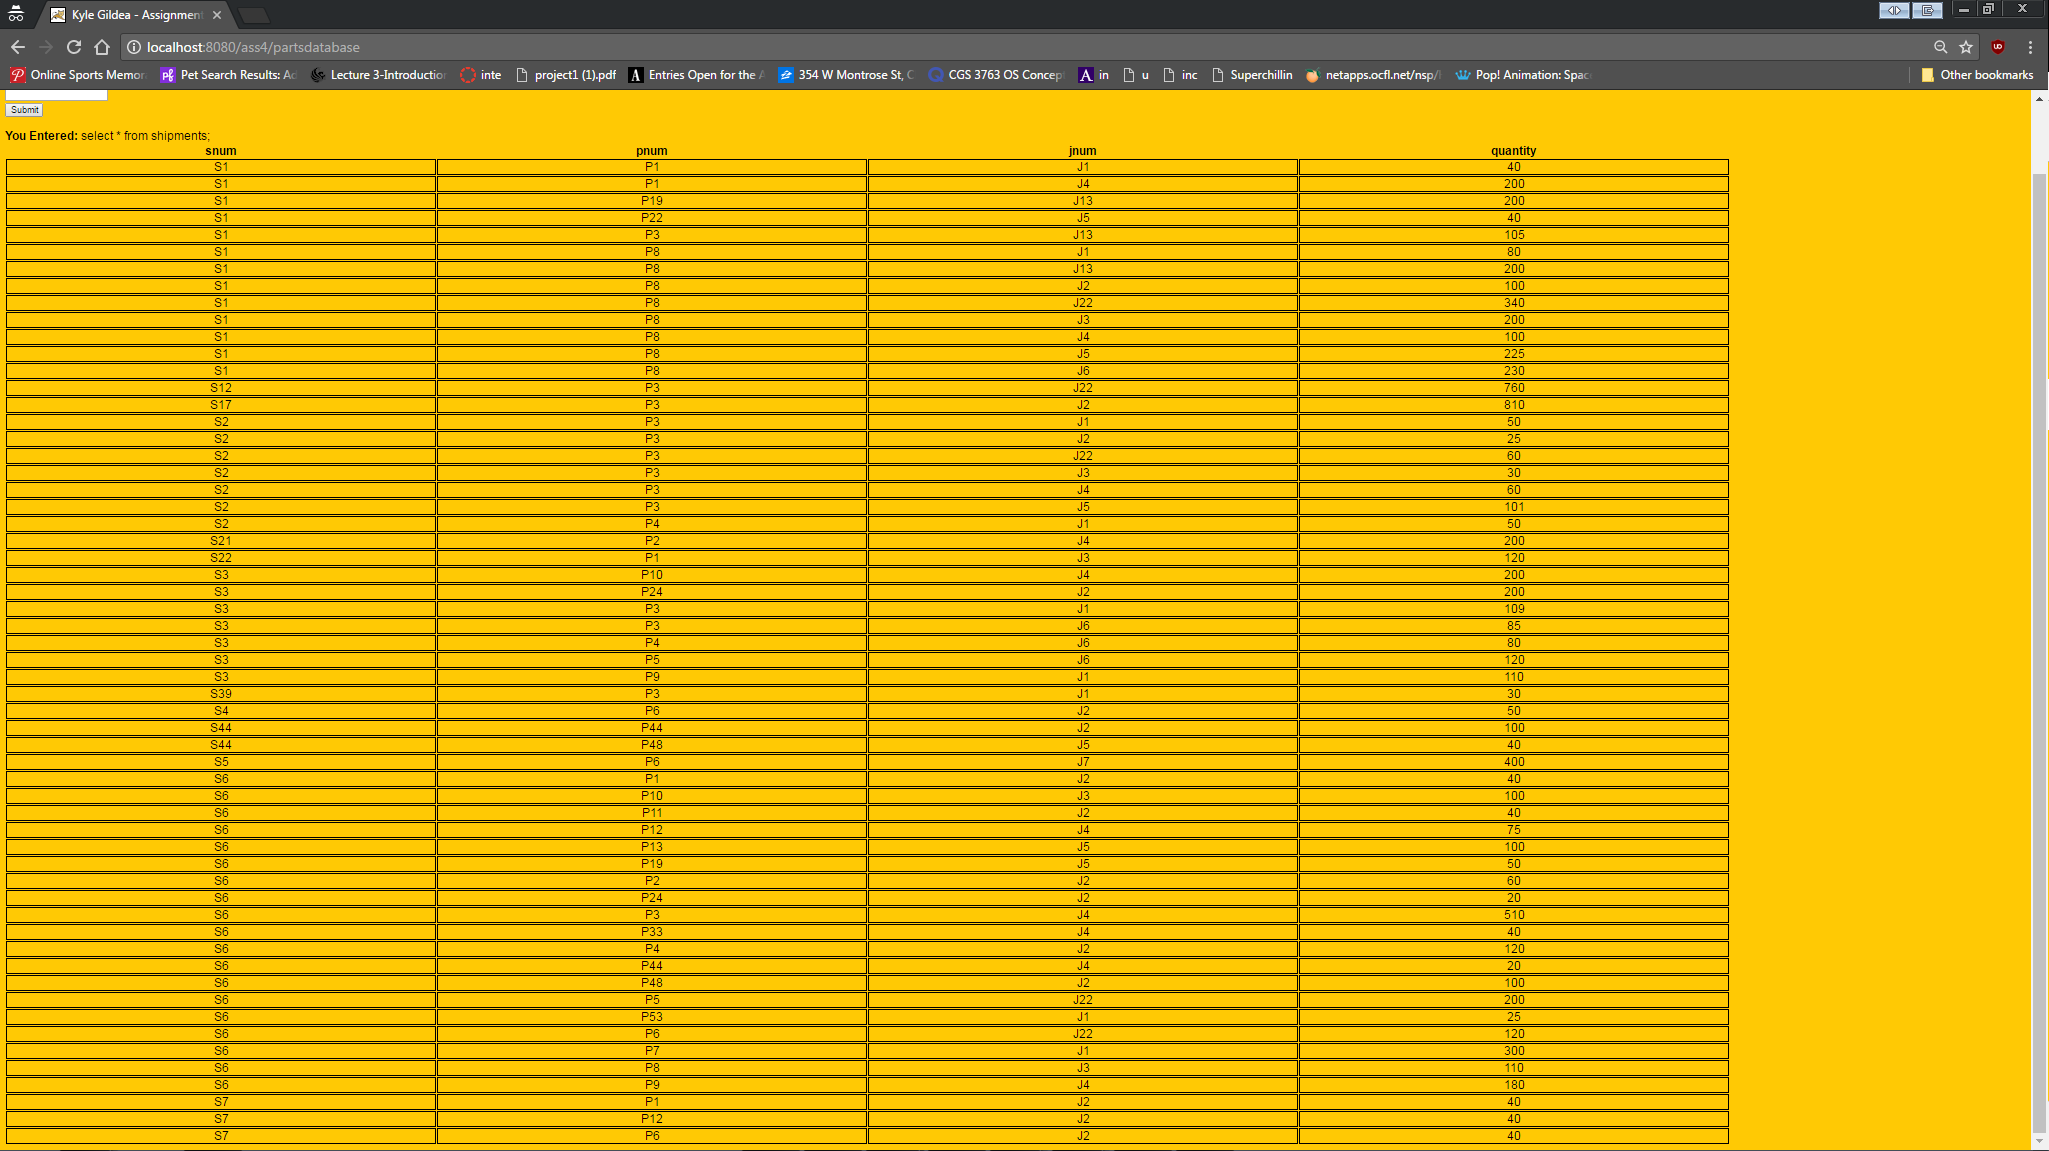 Kyle Gildea - Assignment
localhost:8080/ass4/partsdatabase
Online Sports Memor Pet Search Results: Ad Lecture 3-Introduction inte project1 (1).pdf Entries Open for the A 354 W Montrose St, C CGS 3763 OS Concep in u inc Superchillin netapps.ocfl.net/nsp/ Pop! Animation: Spac Other bookmarks
Submit
You Entered: select * from shipments;
snum pnum jnum quantity
S1 P1 J1 40
S1 P1 J4 200
S1 P19 J13 200
S1 P22 J5 40
S1 P3 J13 105
S1 P8 J1 80
S1 P8 J13 200
S1 P8 J2 100
S1 P8 J22 340
S1 P8 J3 200
S1 P8 J4 100
S1 P8 J5 225
S1 P8 J6 230
S12 P3 J22 760
S17 P3 J2 810
S2 P3 J1 50
S2 P3 J2 25
S2 P3 J22 60
S2 P3 J3 30
S2 P3 J4 60
S2 P3 J5 101
S2 P4 J1 50
S21 P2 J4 200
S22 P1 J3 120
S3 P10 J4 200
S3 P24 J2 200
S3 P3 J1 109
S3 P3 J6 85
S3 P4 J6 80
S3 P5 J6 120
S3 P9 J1 110
S39 P3 J1 30
S4 P6 J2 50
S44 P44 J2 100
S44 P48 J5 40
S5 P6 J7 400
S6 P1 J2 40
S6 P10 J3 100
S6 P11 J2 40
S6 P12 J4 75
S6 P13 J5 100
S6 P19 J5 50
S6 P2 J2 60
S6 P24 J2 20
S6 P3 J4 510
S6 P33 J4 40
S6 P4 J2 120
S6 P44 J4 20
S6 P48 J2 100
S6 P5 J22 200
S6 P53 J1 25
S6 P6 J22 120
S6 P7 J1 300
S6 P8 J3 110
S6 P9 J4 180
S7 P1 J2 40
S7 P12 J2 40
S7 P6 J2 40